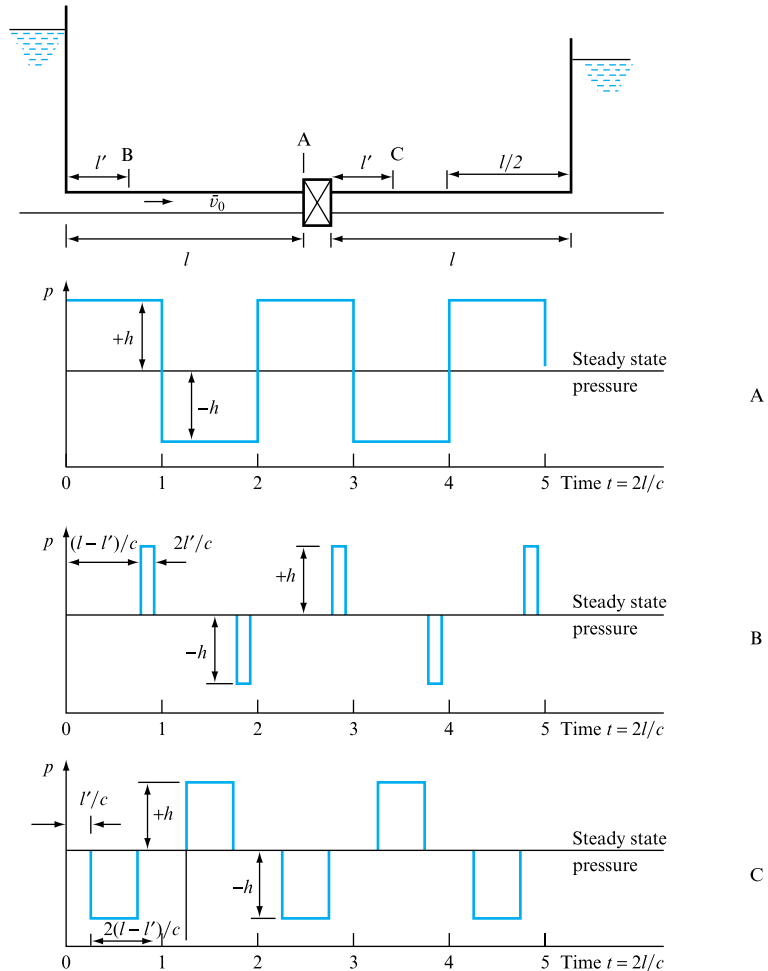 A
B
C
l′
l′
l/2
v̄₀
l
l
p
+h
−h
Steady state
pressure
A
0 1 2 3 4 5 Time t = 2l/c
p
(l − l′)/c
2l′/c
+h
−h
Steady state
pressure
B
0 1 2 3 4 5 Time t = 2l/c
p
l′/c
+h
−h
Steady state
pressure
C
2(l − l′)/c
0 1 2 3 4 5 Time t = 2l/c